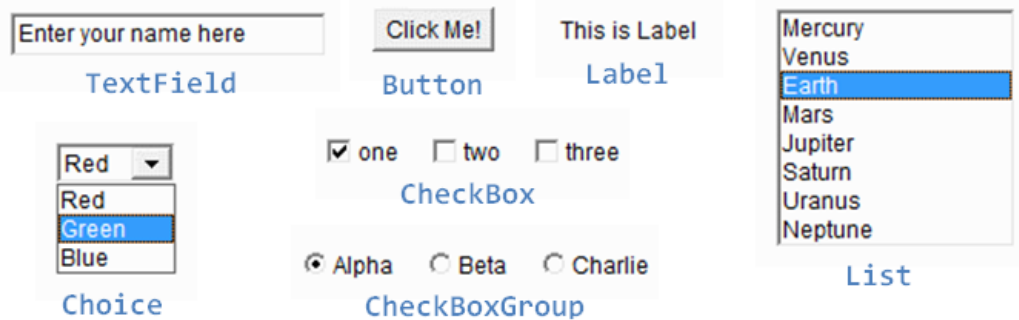 Enter your name here
TextField
Click Me!
Button
This is Label
Label
Mercury
Venus
Earth
Mars
Jupiter
Saturn
Uranus
Neptune
List
Red
Red
Green
Blue
Choice
one two three
CheckBox
Alpha Beta Charlie
CheckBoxGroup